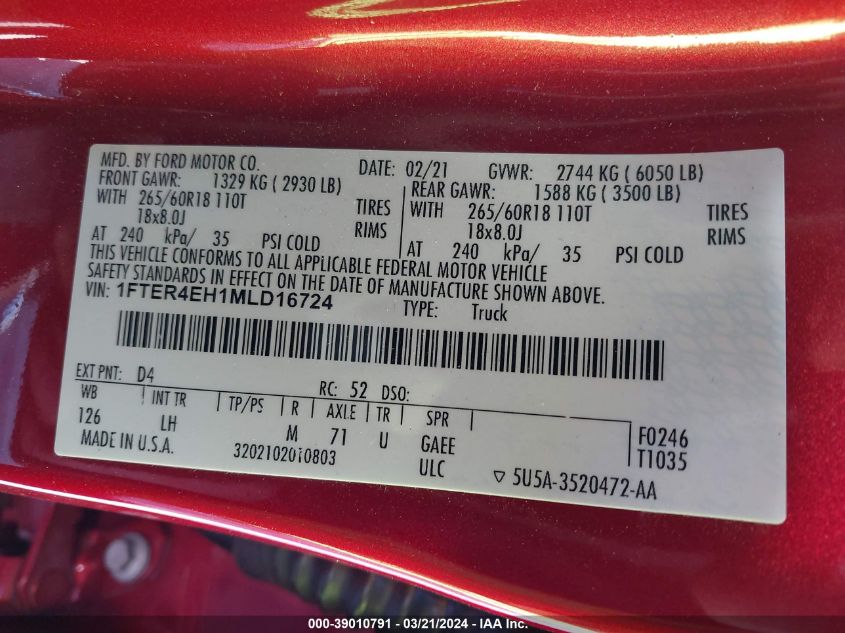 MFD. BY FORD MOTOR CO. DATE: 02/21 GVWR: 2744 KG ( 6050 LB)
FRONT GAWR: 1329 KG ( 2930 LB) REAR GAWR: 1588 KG ( 3500 LB)
WITH 265/60R18 110T TIRES WITH 265/60R18 110T TIRES
18x8.0J RIMS 18x8.0J RIMS
AT 240 kPa/ 35 PSI COLD AT 240 kPa/ 35 PSI COLD
THIS VEHICLE CONFORMS TO ALL APPLICABLE FEDERAL MOTOR VEHICLE
SAFETY STANDARDS IN EFFECT ON THE DATE OF MANUFACTURE SHOWN ABOVE.
VIN: 1FTER4EH1MLD16724 TYPE: Truck
EXT PNT: D4 RC: 52 DSO:
WB INT TR TP/PS R AXLE TR SPR
126 LH M 71 U GAEE F0246
MADE IN U.S.A. 3202102010803 ULC T1035
▽ 5U5A-3520472-AA
000-39010791 - 03/21/2024 - IAA Inc.